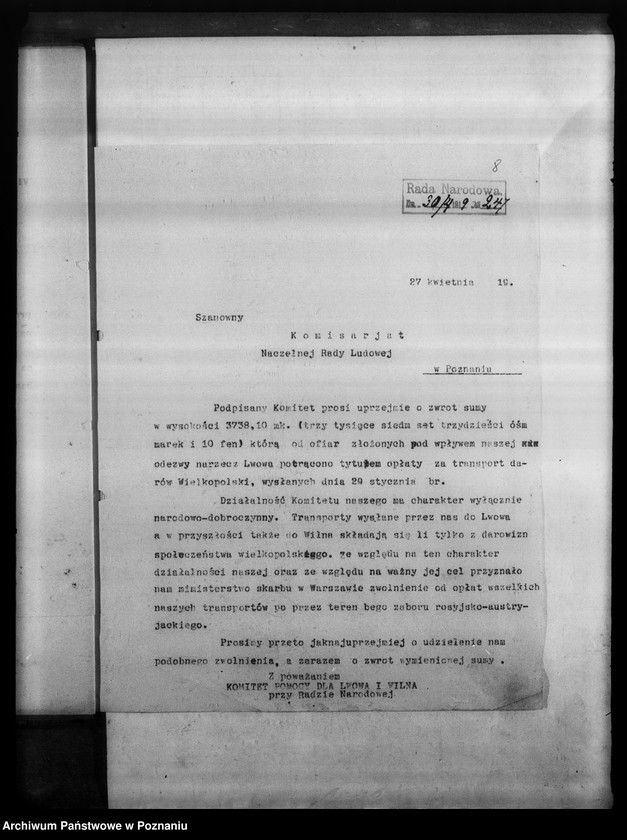 8
Rada Narodowa.
Da. 30/4 1919 No 24/
27 kwietnia 19.
Szanowny
K o m i s a r j a t
Naczelnej Rady Ludowej
w Poznaniu
Podpisany Komitet prosi uprzejmie o zwrot sumy
w wysokości 3738,10 mk. (trzy tysiące siedm set trzydzieści óśm
marek i 10 fen) którą od ofiar złożonych pod wpływem naszej
odezwy narzecz Lwowa potrącono tytułem opłaty za transport da-
rów Wielkopolski, wysłanych dnia 29 stycznia br.
Działalność Komitetu naszego ma charakter wyłącznie
narodowo-dobroczynny. Transporty wysłane przez nas do Lwowa
a w przyszłości także do Wilna składają się li tylko z darowizn
społeczeństwa wielkopolskiego. ze względu na ten charakter
działalności naszej oraz ze względu na ważny jej cel przyznało
nam ministerstwo skarbu w Warszawie zwolnienie od opłat wszelkich
naszych transportów po przez teren bego zaboru rosyjsko-austry-
jackiego.
Prosimy przeto jaknajuprzejmiej o udzielenie nam
podobnego zwolnienia, a zarazem o zwrot wymienionej sumy .
Z poważaniem
KOMITET POMOCY DLA LWOWA I WILNA
przy Radzie Narodowej
Archiwum Państwowe w Poznaniu